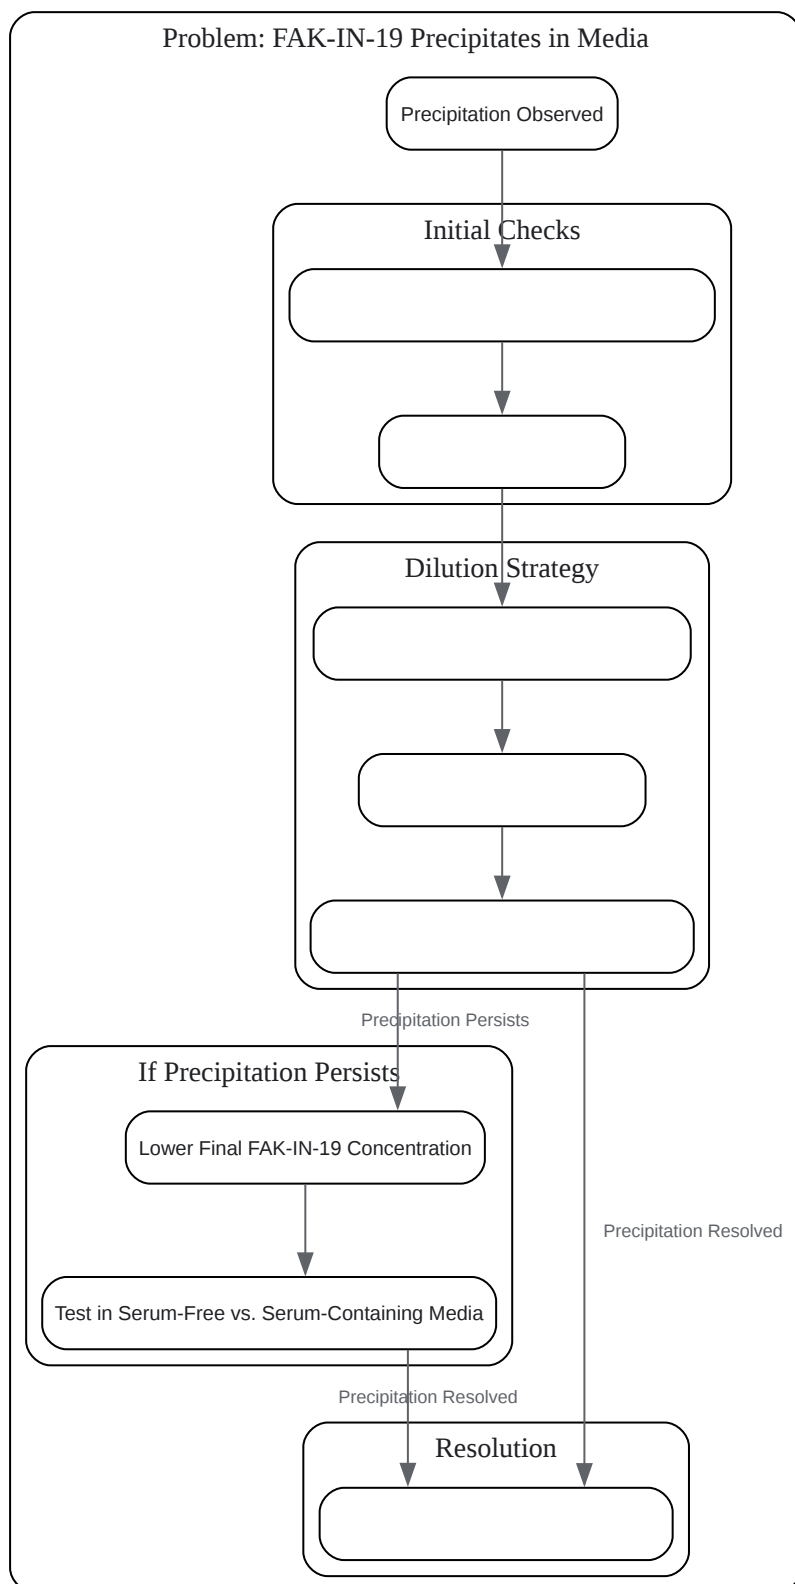 Problem: FAK-IN-19 Precipitates in Media
Precipitation Observed
Initial Checks
Dilution Strategy
Precipitation Persists
If Precipitation Persists
Lower Final FAK-IN-19 Concentration
Precipitation Resolved
Test in Serum-Free vs. Serum-Containing Media
Precipitation Resolved
Resolution